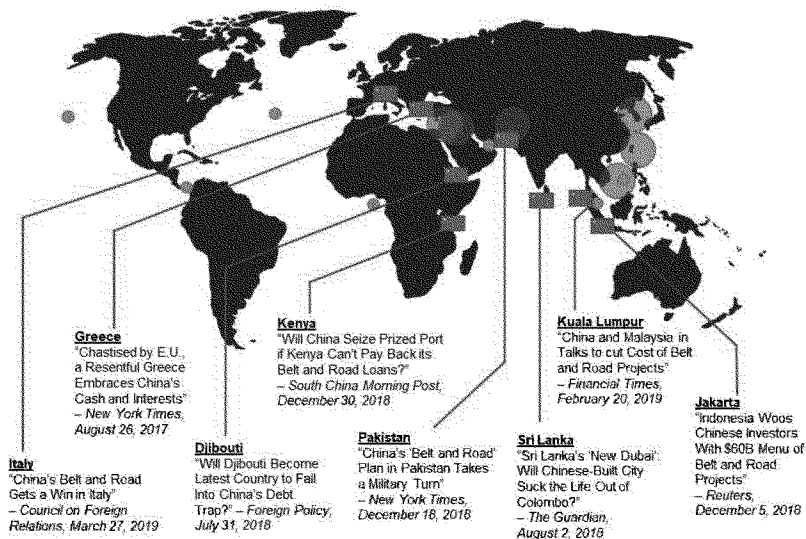 Greece
"Chastised by E.U.,
a Resentful Greece
Embraces China's
Cash and Interests"
– New York Times,
August 26, 2017
Kenya
"Will China Seize Prized Port
if Kenya Can't Pay Back its
Belt and Road Loans?"
– South China Morning Post,
December 30, 2018
Kuala Lumpur
"China and Malaysia in
Talks to cut Cost of Belt
and Road Projects"
– Financial Times,
February 20, 2019
Jakarta
"Indonesia Woos
Chinese Investors
With $60B Menu of
Belt and Road
Projects"
– Reuters,
December 5, 2018
Italy
"China's Belt and Road
Gets a Win in Italy"
– Council on Foreign
Relations, March 27, 2019
Djibouti
"Will Djibouti Become
Latest Country to Fall
Into China's Debt
Trap?" – Foreign Policy,
July 31, 2018
Pakistan
"China's 'Belt and Road'
Plan in Pakistan Takes
a Military Turn"
– New York Times,
December 18, 2018
Sri Lanka
"Sri Lanka's 'New Dubai':
Will Chinese-Built City
Suck the Life Out of
Colombo?"
– The Guardian,
August 2, 2018